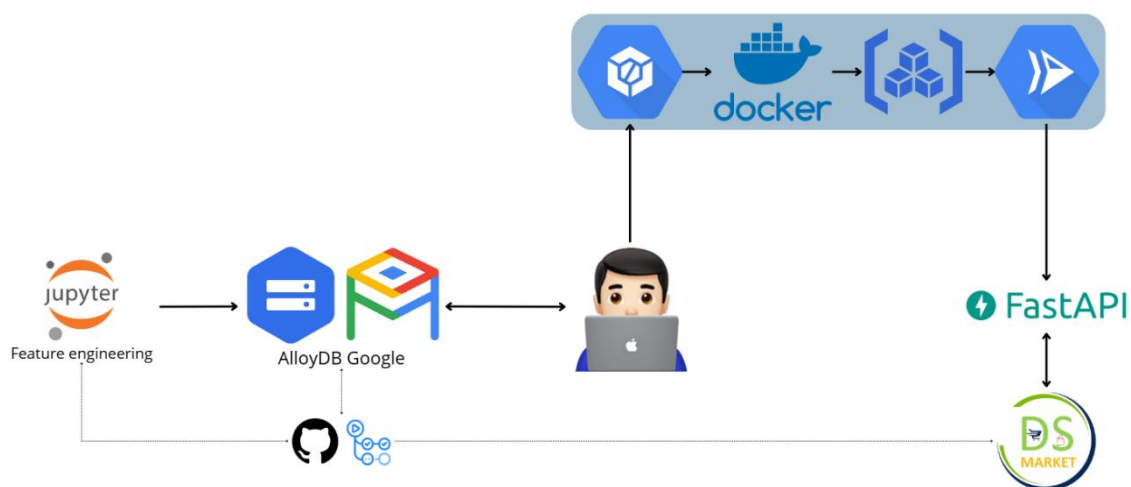 docker
jupyter
Feature engineering
AlloyDB Google
FastAPI
DS
MARKET